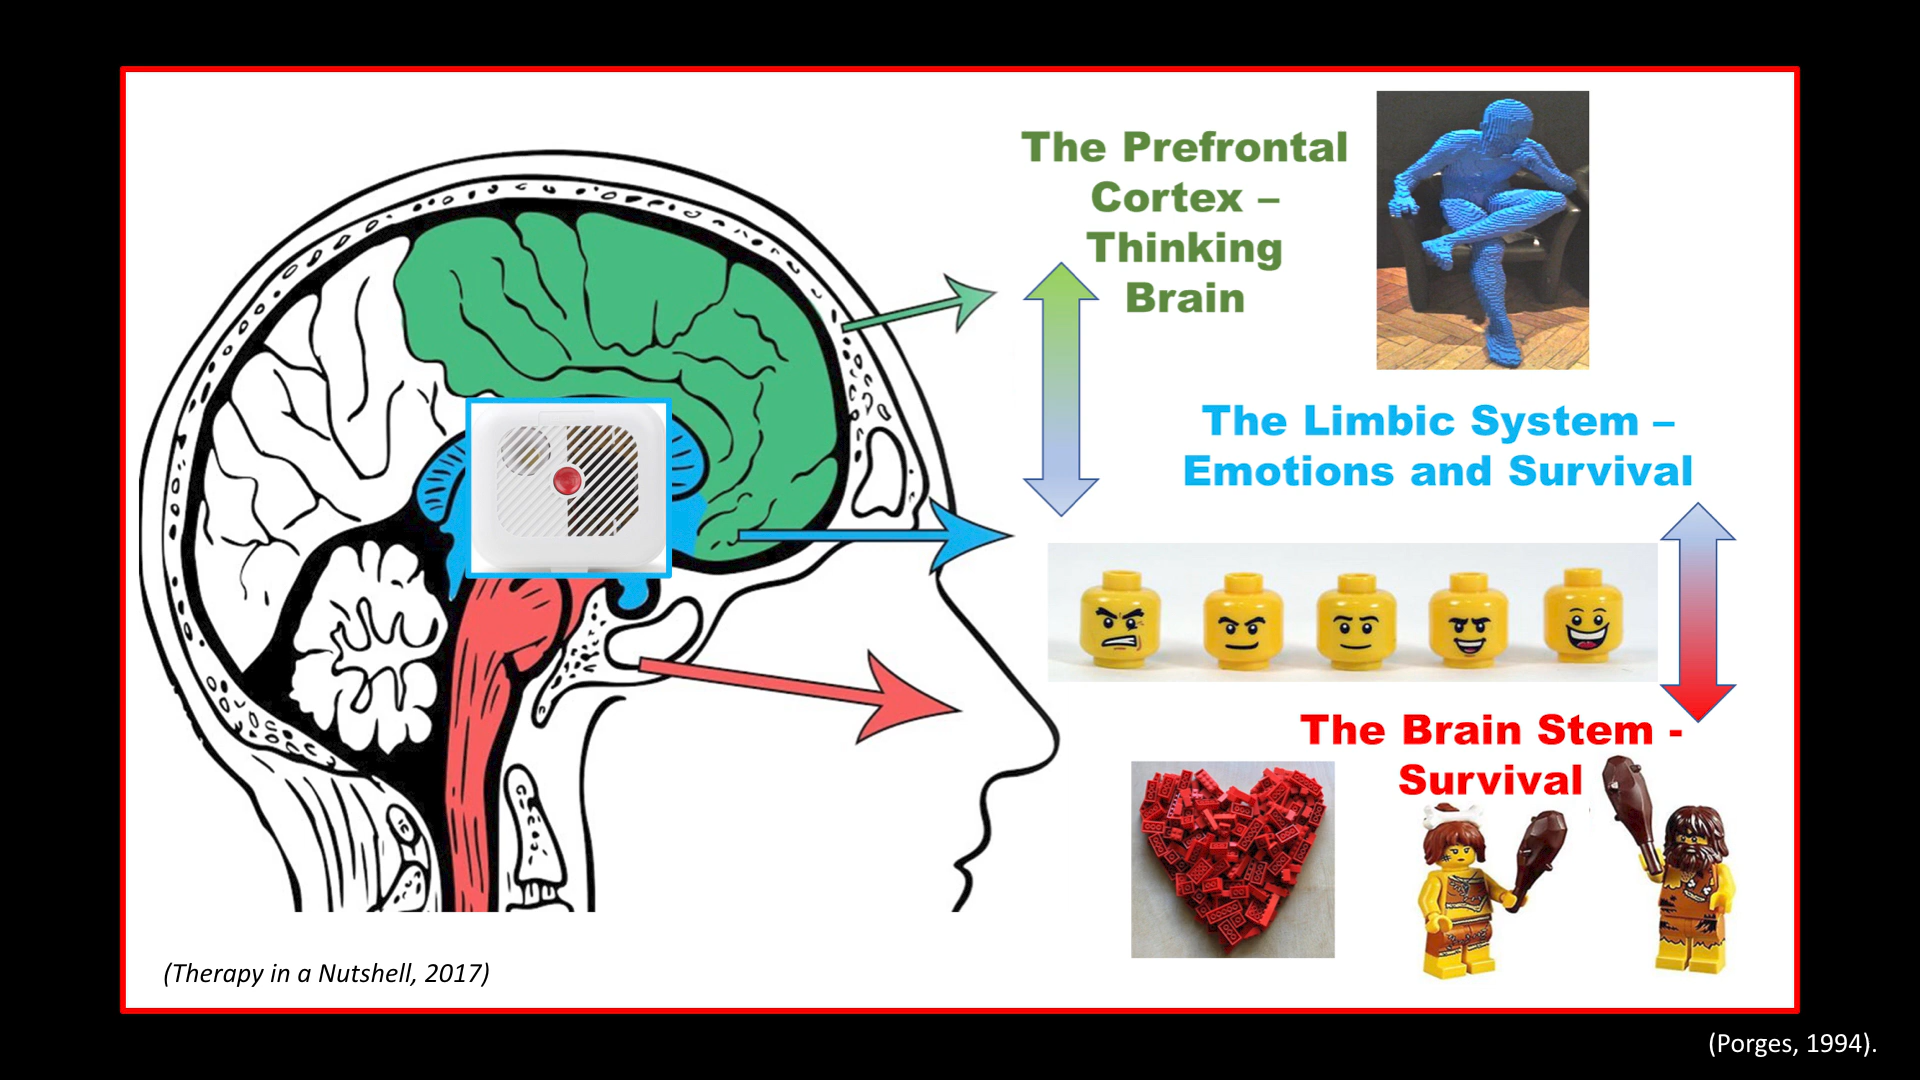 The Prefrontal
Cortex –
Thinking
Brain
The Limbic System –
Emotions and Survival
The Brain Stem -
Survival
(Therapy in a Nutshell, 2017)
(Porges, 1994).